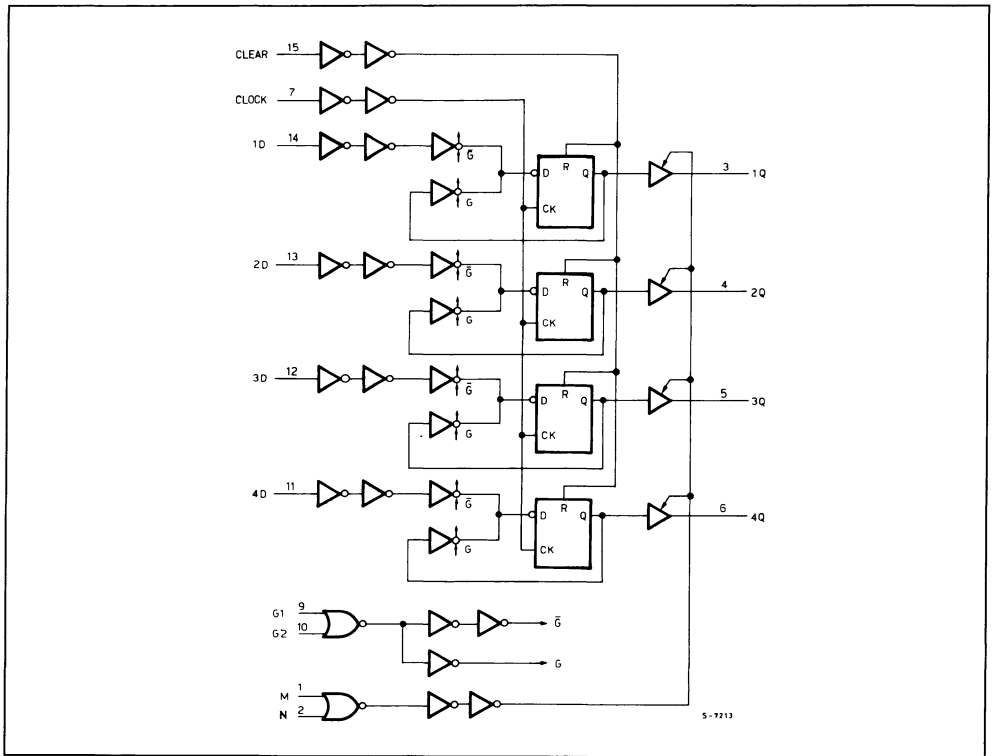 CLEAR 15
CLOCK 7
1D 14
G̅
G
D R Q
CK
3 1Q
2D 13
G̅
G
D R Q
CK
4 2Q
3D 12
G̅
G
D R Q
CK
5 3Q
4D 11
G̅
G
D R Q
CK
6 4Q
G1 9
G2 10
G̅
G
M 1
N 2
S-7213